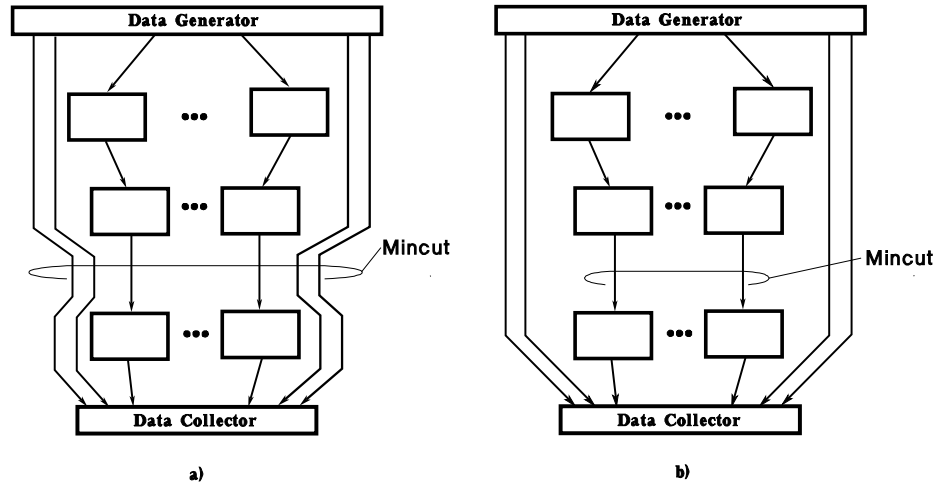 Data Generator
Mincut
Data Collector
a)
Data Generator
Mincut
Data Collector
b)